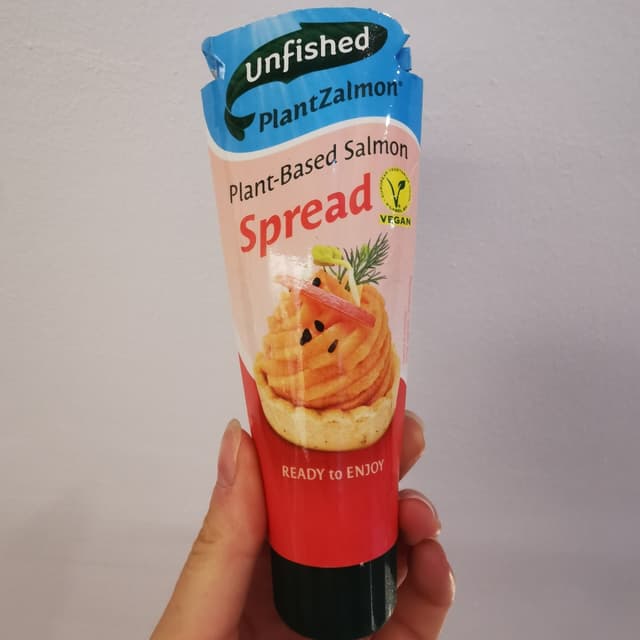 Unfished
PlantZalmon®
Plant-Based Salmon
Spread
VEGAN
READY to ENJOY